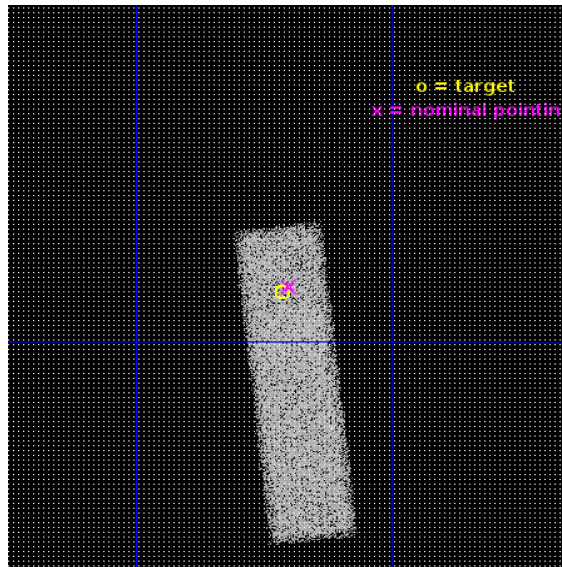 o = target
x = nominal pointin